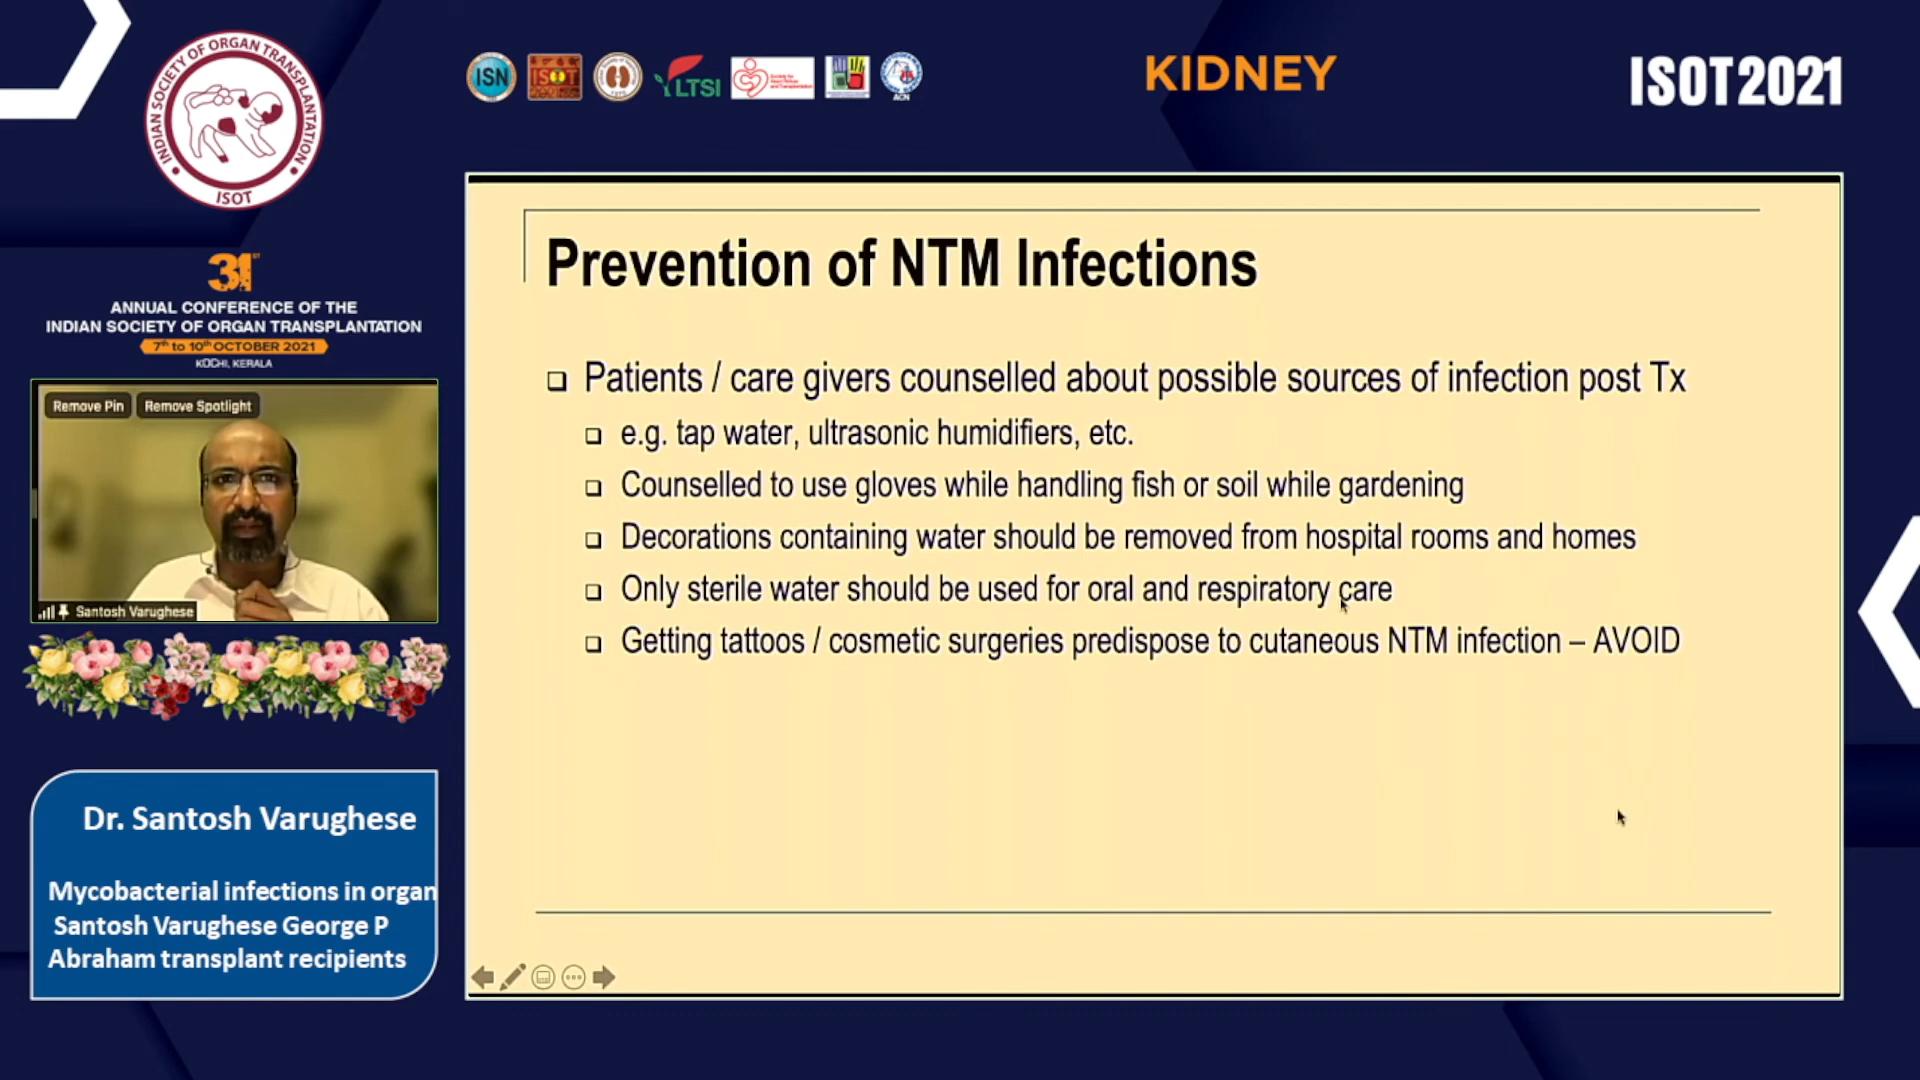 INDIAN SOCIETY OF ORGAN TRANSPLANTATION
ISOT
ISN
ISOT
LTSI
ACN
KIDNEY
ISOT2021
31ST
ANNUAL CONFERENCE OF THE
INDIAN SOCIETY OF ORGAN TRANSPLANTATION
7th to 10th OCTOBER 2021
KOCHI, KERALA
Remove Pin
Remove Spotlight
Santosh Varughese
Dr. Santosh Varughese
Mycobacterial infections in organ
Santosh Varughese George P
Abraham transplant recipients
Prevention of NTM Infections
❑ Patients / care givers counselled about possible sources of infection post Tx
❑ e.g. tap water, ultrasonic humidifiers, etc.
❑ Counselled to use gloves while handling fish or soil while gardening
❑ Decorations containing water should be removed from hospital rooms and homes
❑ Only sterile water should be used for oral and respiratory care
❑ Getting tattoos / cosmetic surgeries predispose to cutaneous NTM infection – AVOID